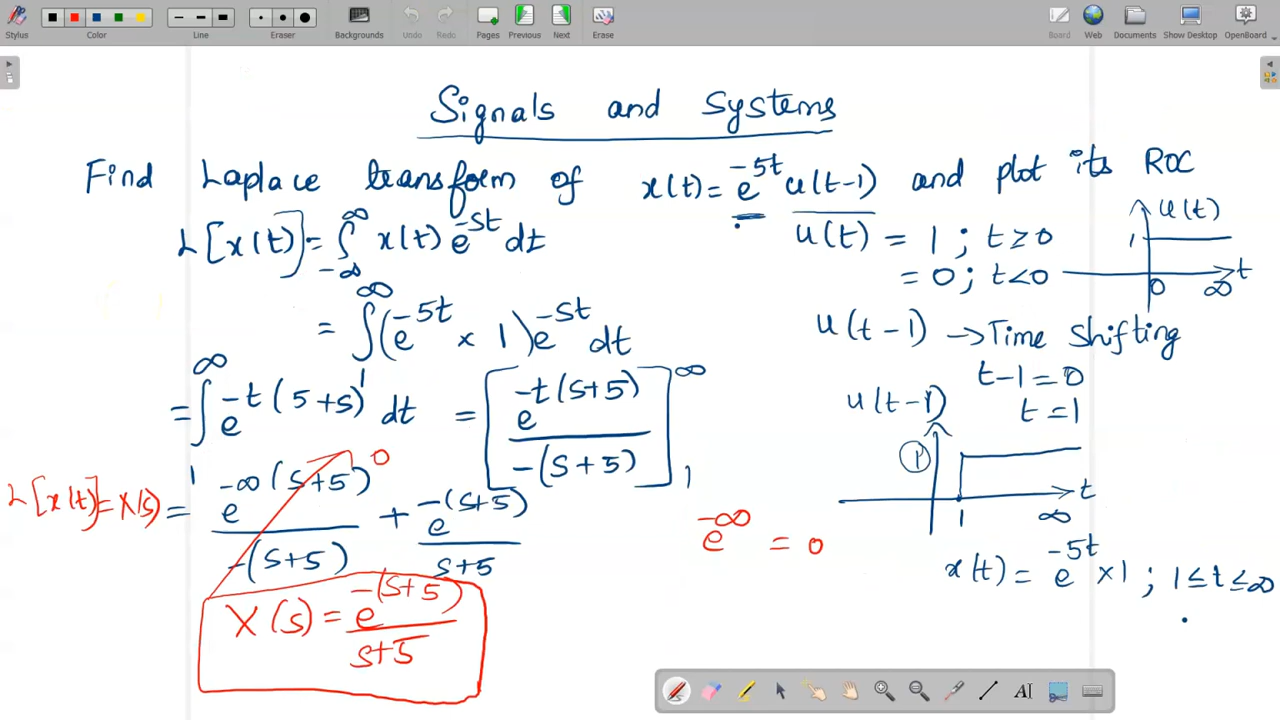 Stylus Color Line Eraser Backgrounds Undo Redo Pages Previous Next Erase Board Web Documents Show Desktop OpenBoard
Signals and Systems
Find Laplace transform of x(t) = e^{-5t} u(t-1) and plot its ROC
L[x(t)] = ∫_{-∞}^{∞} x(t) e^{-st} dt
= ∫_{1}^{∞} (e^{-5t} × 1) e^{-st} dt
= ∫_{1}^{∞} e^{-t(5+s)} dt = [e^{-t(s+5)} / -(s+5)]_{1}^{∞}
L[x(t)] = X(s) = e^{-∞(s+5)} / -(s+5) 0 + e^{-(s+5)} / s+5
X(s) = e^{-(s+5)} / s+5
e^{-∞} = 0
u(t) = 1 ; t ≥ 0
= 0 ; t < 0
u(t)
1
0 ∞ t
u(t-1) → Time Shifting
t-1 = 0
t = 1
u(t-1)
1
t
1 ∞
x(t) = e^{-5t} × 1 ; 1 ≤ t ≤ ∞